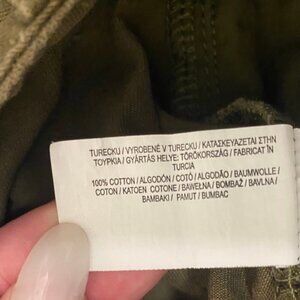 TURECKU / VYROBENÉ V TURECKU / ΚΑΤΑΣΚΕΥΑΖΕΤΑΙ ΣΤΗΝ
ΤΟΥΡΚΙΑ / GYÁRTÁS HELYE: TÖRÖKORSZÁG / FABRICAT ÎN
TURCIA
100% COTTON / ALGODÓN / COTÓ / ALGODÃO / BAUMWOLLE /
COTON / KATOEN COTONE / BAWEŁNA / BOMBAŽ / BAVLNA /
ΒΑΜΒΑΚΙ / PAMUT / BUMBAC